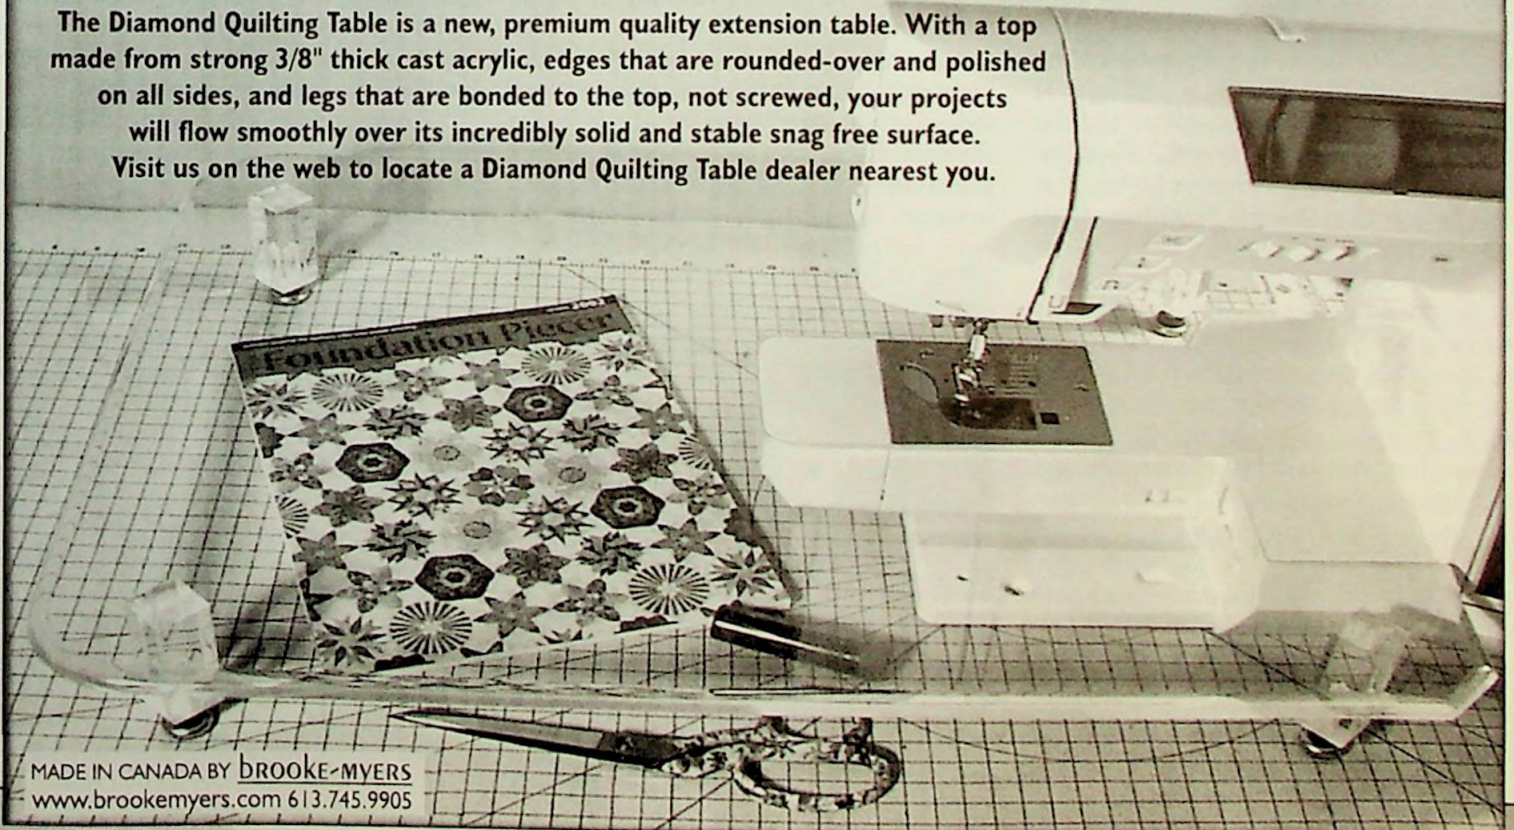 The Diamond Quilting Table is a new, premium quality extension table. With a top
made from strong 3/8" thick cast acrylic, edges that are rounded-over and polished
on all sides, and legs that are bonded to the top, not screwed, your projects
will flow smoothly over its incredibly solid and stable snag free surface.
Visit us on the web to locate a Diamond Quilting Table dealer nearest you.
Foundation Piecer
MADE IN CANADA BY bROOkE-MYERS
www.brookemyers.com 613.745.9905